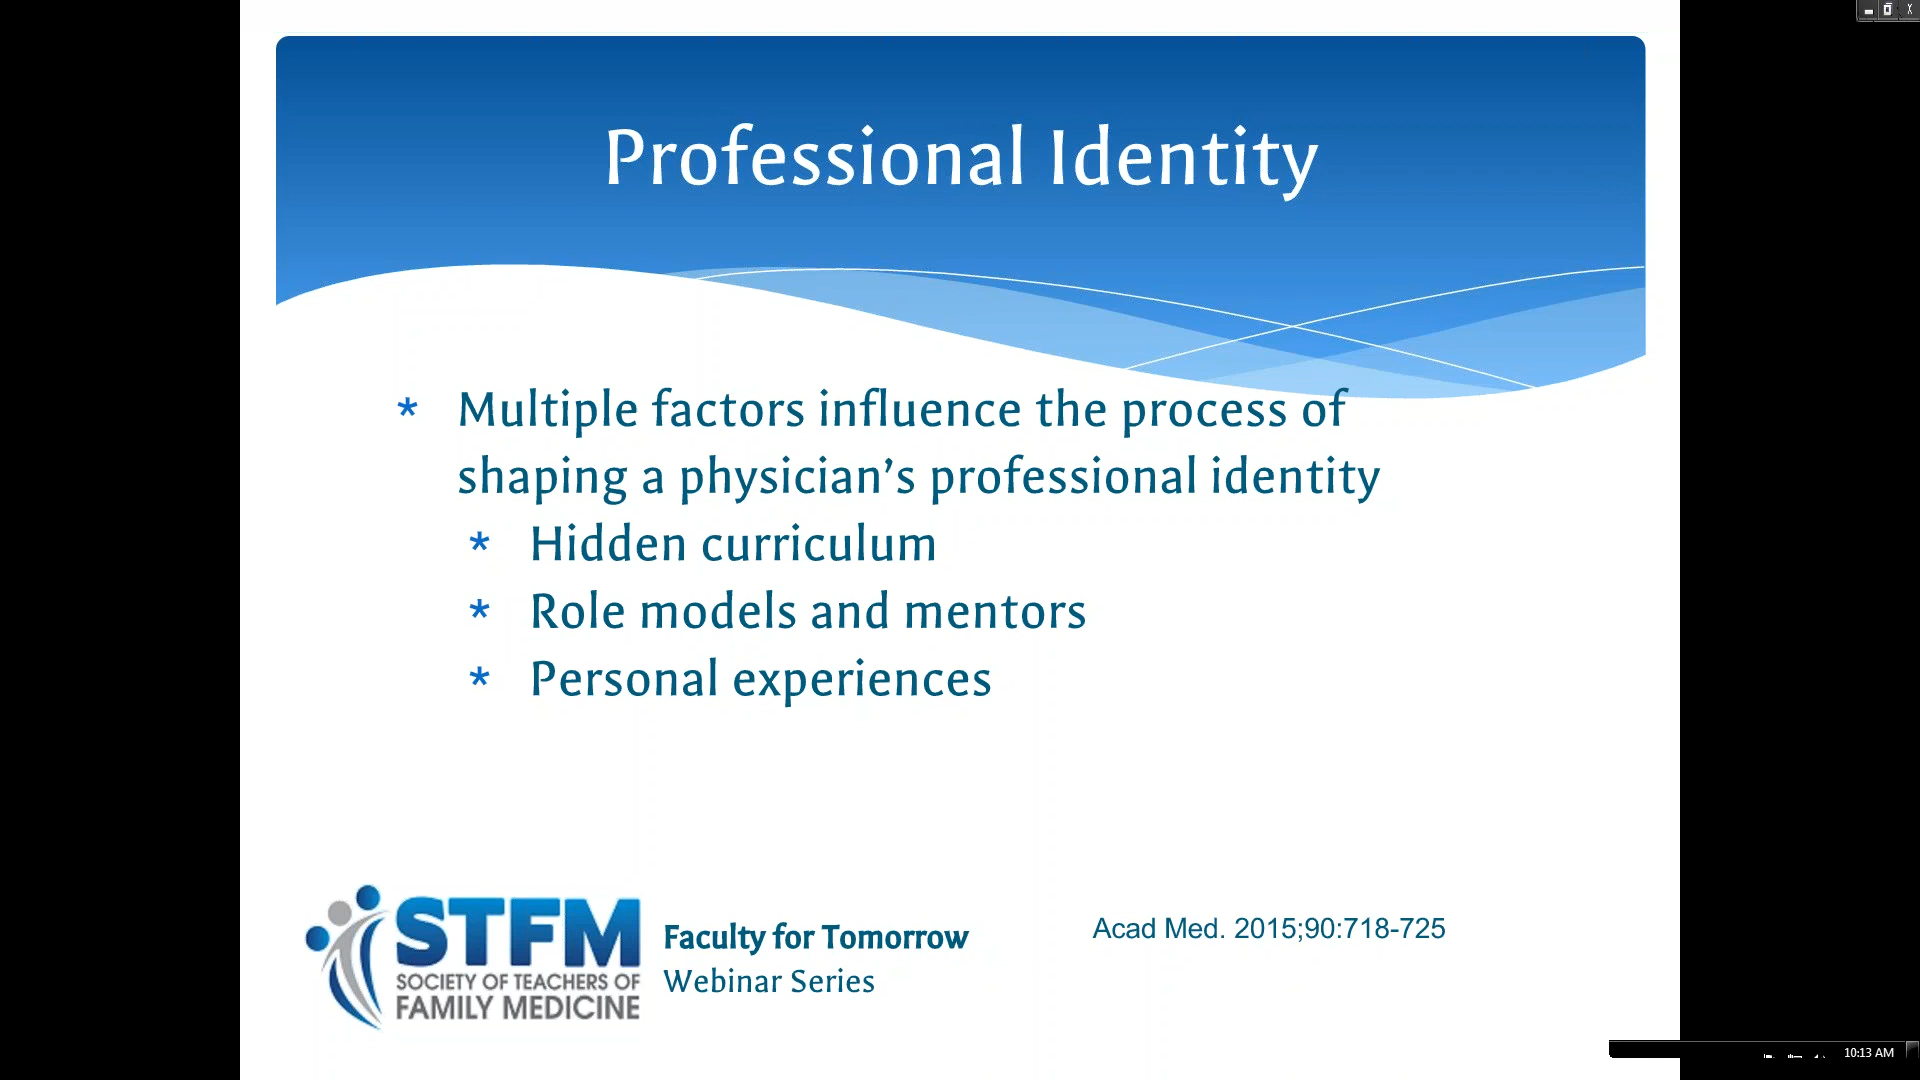 Professional Identity
* Multiple factors influence the process of
shaping a physician’s professional identity
* Hidden curriculum
* Role models and mentors
* Personal experiences
STFM
SOCIETY OF TEACHERS OF
FAMILY MEDICINE
Faculty for Tomorrow
Webinar Series
Acad Med. 2015;90:718-725
10:13 AM